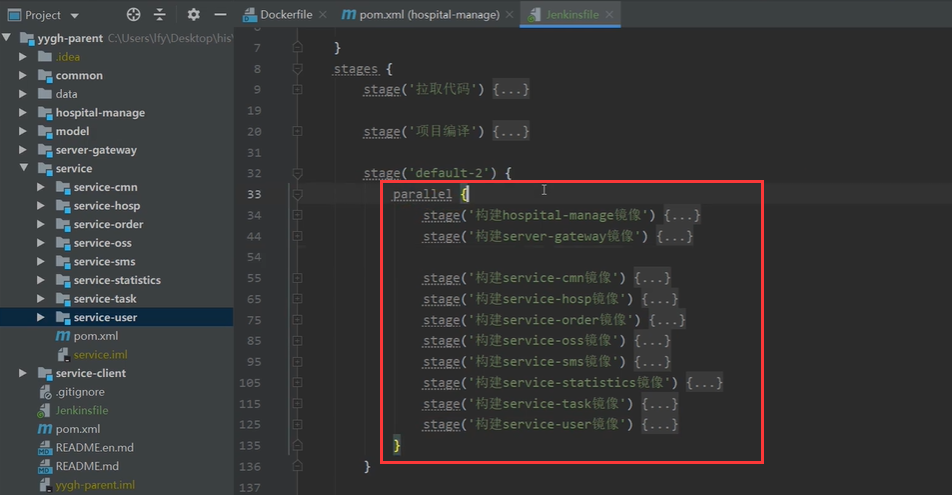 Project
Dockerfile
pom.xml (hospital-manage)
Jenkinsfile
yygh-parent C:\Users\lfy\Desktop\his\
.idea
common
data
hospital-manage
model
server-gateway
service
service-cmn
service-hosp
service-order
service-oss
service-sms
service-statistics
service-task
service-user
pom.xml
service.iml
service-client
.gitignore
Jenkinsfile
pom.xml
README.en.md
README.md
yygh-parent.iml
7 }
8 stages {
9 stage('拉取代码') {...}
19
20 stage('项目编译') {...}
31
32 stage('default-2') {
33 parallel {
34 stage('构建hospital-manage镜像') {...}
44 stage('构建server-gateway镜像') {...}
54
55 stage('构建service-cmn镜像') {...}
65 stage('构建service-hosp镜像') {...}
75 stage('构建service-order镜像') {...}
85 stage('构建service-oss镜像') {...}
95 stage('构建service-sms镜像') {...}
105 stage('构建service-statistics镜像') {...}
115 stage('构建service-task镜像') {...}
125 stage('构建service-user镜像') {...}
135 }
136 }
137